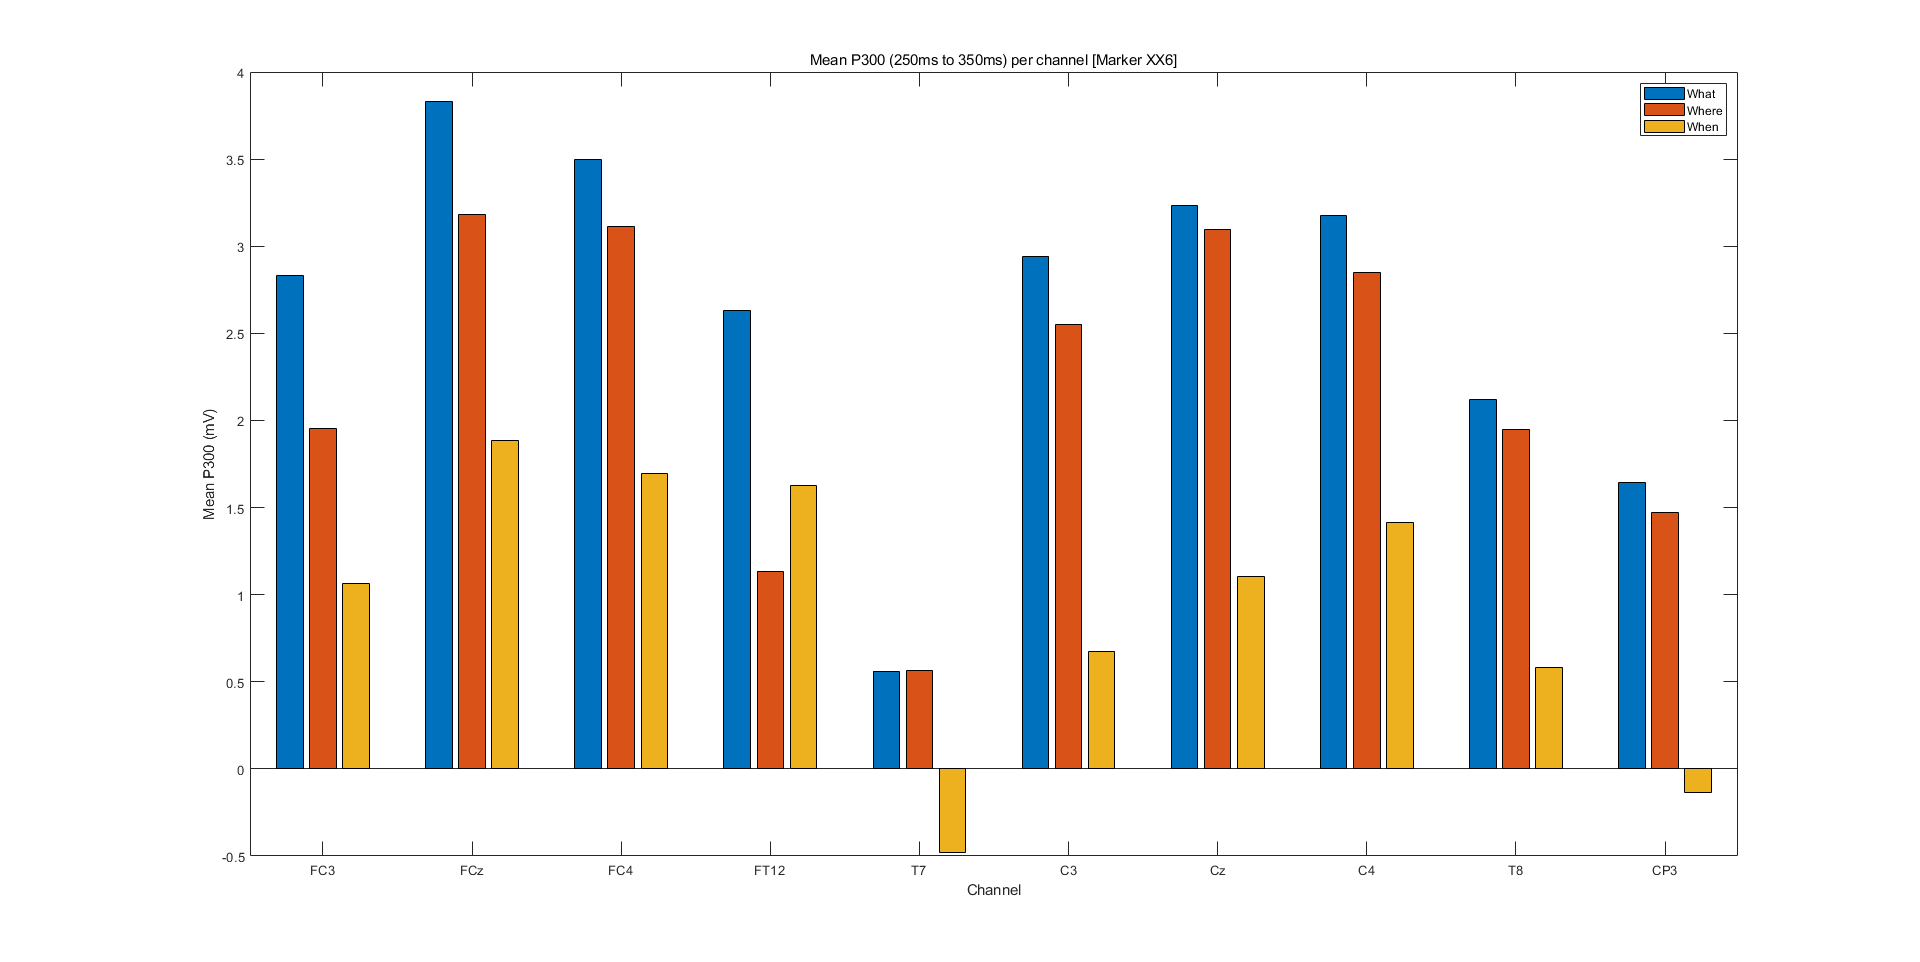 Mean P300 (250ms to 350ms) per channel [Marker XX6]
What
Where
When
4
3.5
3
2.5
2
1.5
1
0.5
0
-0.5
Mean P300 (mV)
FC3 FCz FC4 FT12 T7 C3 Cz C4 T8 CP3
Channel